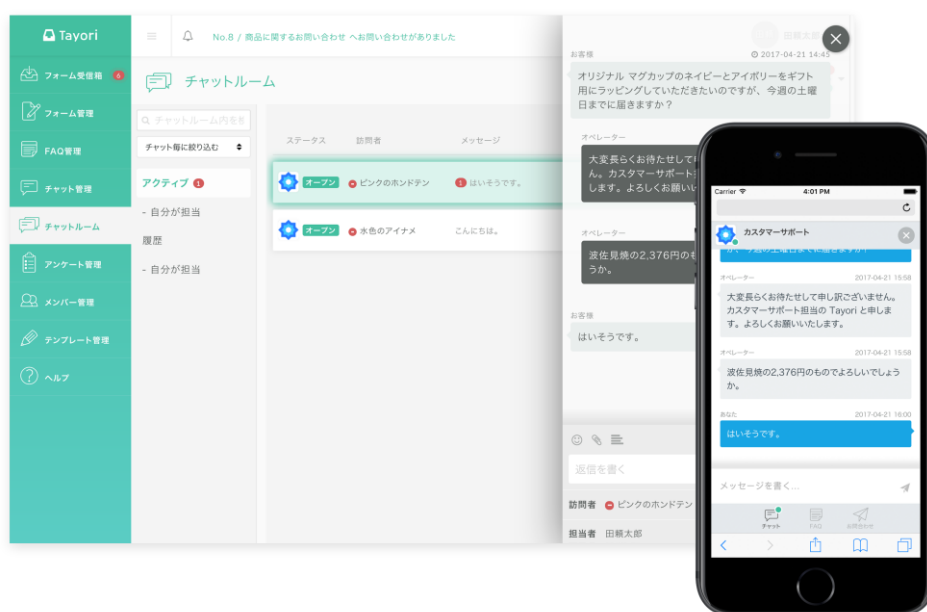 Tayori
No.8 / 商品に関するお問い合わせ へお問い合わせがありました
フォーム受信箱 6
フォーム管理
FAQ管理
チャット管理
チャットルーム
アンケート管理
メンバー管理
テンプレート管理
ヘルプ
チャットルーム
チャットルーム内を
チャット毎に絞り込む
アクティブ 1
- 自分が担当
履歴
- 自分が担当
ステータス 訪問者 メッセージ
オープン ピンクのホンドテン 1 はいそうです。
オープン 水色のアイナメ こんにちは。
お客様 2017-04-21 14:45
オリジナル マグカップのネイビーとアイボリーをギフト
用にラッピングしていただきたいのですが、今週の土曜
日までに届きますか？
オペレーター
大変長らくお待たせして
ん。カスタマーサポート
します。よろしくお願い
オペレーター
波佐見焼の2,376円の
うか。
お客様
はいそうです。
返信を書く
訪問者 ピンクのホンドテン
担当者 田頼太郎
Carrier 4:01 PM
カスタマーサポート
オペレーター 2017-04-21 15:58
大変長らくお待たせして申し訳ございません。
カスタマーサポート担当の Tayori と申しま
す。よろしくお願いいたします。
オペレーター 2017-04-21 15:58
波佐見焼の2,376円のものでよろしいでしょう
か。
あなた 2017-04-21 16:00
はいそうです。
メッセージを書く...
チャット FAQ お問合わせ